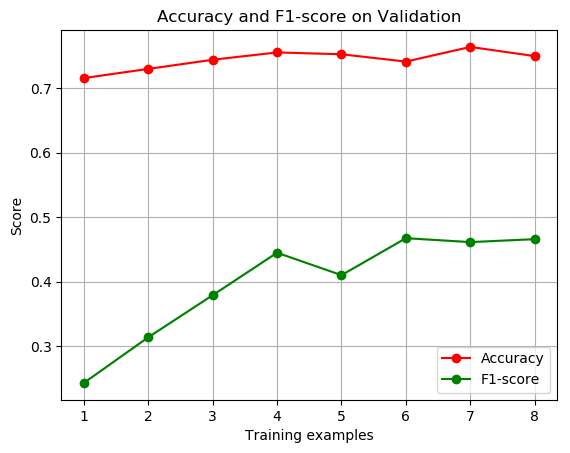 Accuracy and F1-score on Validation
Score
0.7
0.6
0.5
0.4
0.3
Accuracy
F1-score
1 2 3 4 5 6 7 8
Training examples